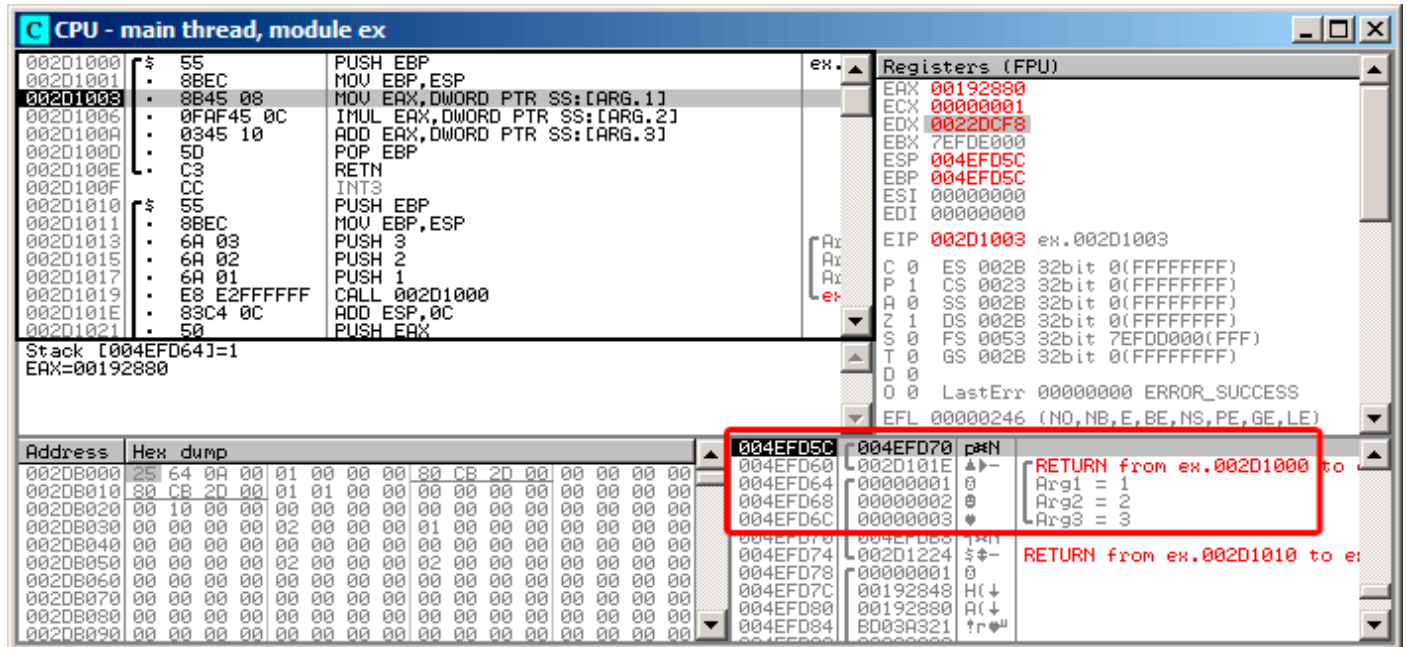 C CPU - main thread, module ex
002D1000 $ 55 PUSH EBP ex.
002D1001 . 8BEC MOV EBP,ESP
002D1003 . 8B45 08 MOV EAX,DWORD PTR SS:[ARG.1]
002D1006 . 0FAF45 0C IMUL EAX,DWORD PTR SS:[ARG.2]
002D100A . 0345 10 ADD EAX,DWORD PTR SS:[ARG.3]
002D100D . 5D POP EBP
002D100E . C3 RETN
002D100F CC INT3
002D1010 $ 55 PUSH EBP
002D1011 . 8BEC MOV EBP,ESP
002D1013 . 6A 03 PUSH 3
002D1015 . 6A 02 PUSH 2
002D1017 . 6A 01 PUSH 1
002D1019 . E8 E2FFFFFF CALL 002D1000
002D101E . 83C4 0C ADD ESP,0C
002D1021 . 50 PUSH EAX
Stack [004EFD64]=1
EAX=00192880
Registers (FPU)
EAX 00192880
ECX 00000001
EDX 0022DCF8
EBX 7EFDE000
ESP 004EFD5C
EBP 004EFD5C
ESI 00000000
EDI 00000000
EIP 002D1003 ex.002D1003
C 0 ES 002B 32bit 0(FFFFFFFF)
P 1 CS 0023 32bit 0(FFFFFFFF)
A 0 SS 002B 32bit 0(FFFFFFFF)
Z 1 DS 002B 32bit 0(FFFFFFFF)
S 0 FS 0053 32bit 7EFDD000(FFF)
T 0 GS 002B 32bit 0(FFFFFFFF)
D 0
O 0 LastErr 00000000 ERROR_SUCCESS
EFL 00000246 (NO,NB,E,BE,NS,PE,GE,LE)
Address Hex dump
002DB000 25 64 0A 00 01 00 00 00 80 CB 2D 00 00 00 00 00
002DB010 80 CB 2D 00 01 01 00 00 00 00 00 00 00 00 00 00
002DB020 00 10 00 00 00 00 00 00 00 00 00 00 00 00 00 00
002DB030 00 00 00 00 02 00 00 00 01 00 00 00 00 00 00 00
002DB040 00 00 00 00 00 00 00 00 00 00 00 00 00 00 00 00
002DB050 00 00 00 00 02 00 00 00 02 00 00 00 00 00 00 00
002DB060 00 00 00 00 00 00 00 00 00 00 00 00 00 00 00 00
002DB070 00 00 00 00 00 00 00 00 00 00 00 00 00 00 00 00
002DB080 00 00 00 00 00 00 00 00 00 00 00 00 00 00 00 00
002DB090 00 00 00 00 00 00 00 00 00 00 00 00 00 00 00 00
004EFD5C 004EFD70
004EFD60 002D101E RETURN from ex.002D1000 to
004EFD64 00000001 Arg1 = 1
004EFD68 00000002 Arg2 = 2
004EFD6C 00000003 Arg3 = 3
004EFD70 004EFDB8
004EFD74 002D1224 RETURN from ex.002D1010 to
004EFD78 00000001
004EFD7C 00192848 H(↓
004EFD80 00192880
004EFD84 BD03A321